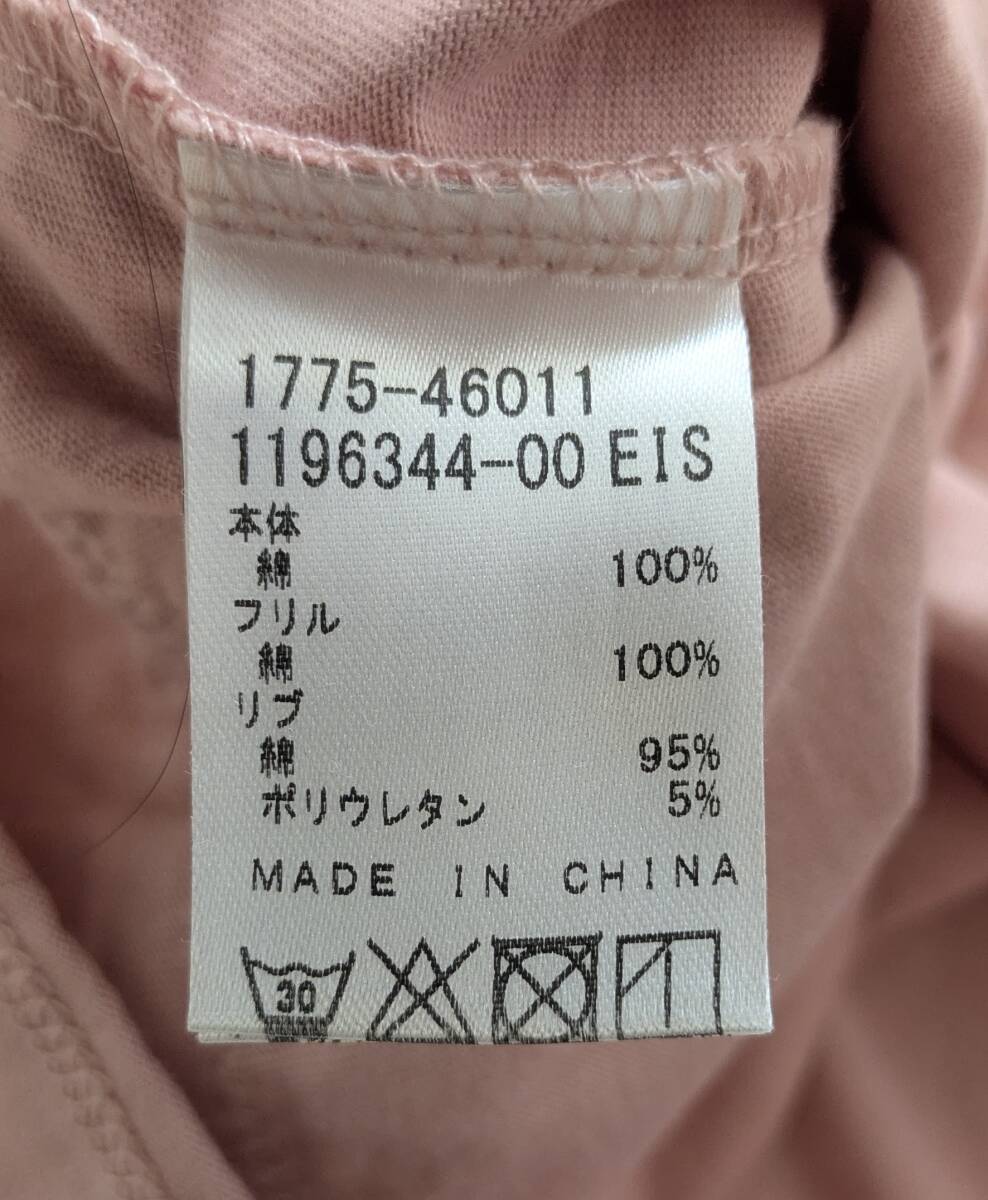 1775-46011
1196344-00 EIS
本体
綿 100%
フリル
綿 100%
リブ
綿 95%
ポリウレタン 5%
MADE IN CHINA
30